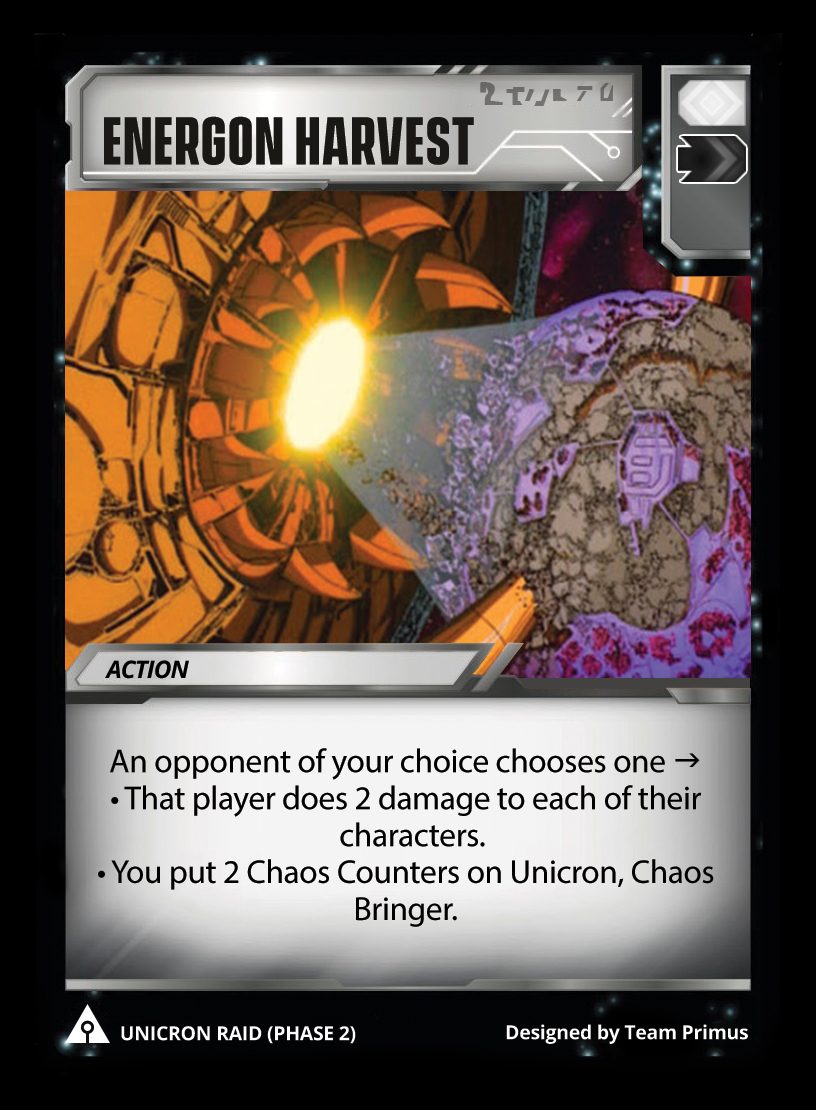 ENERGON HARVEST
ACTION
An opponent of your choice chooses one →
• That player does 2 damage to each of their
characters.
• You put 2 Chaos Counters on Unicron, Chaos
Bringer.
UNICRON RAID (PHASE 2)
Designed by Team Primus